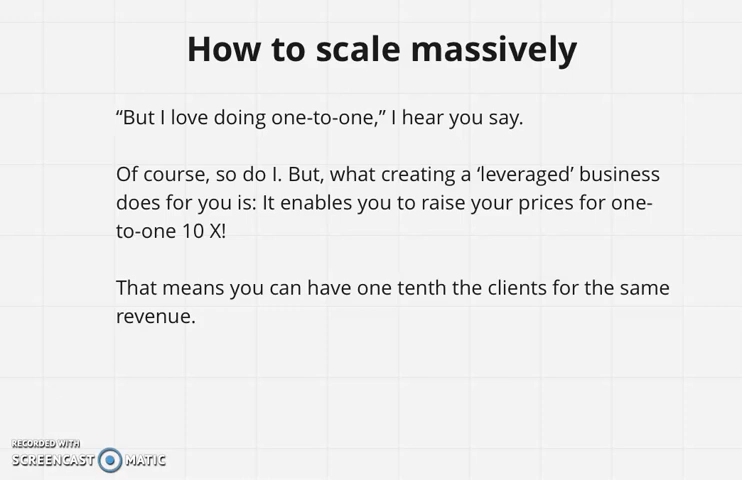 How to scale massively
“But I love doing one-to-one,” I hear you say.
Of course, so do I. But, what creating a ‘leveraged’ business
does for you is: It enables you to raise your prices for one-
to-one 10 X!
That means you can have one tenth the clients for the same
revenue.
RECORDED WITH
SCREENCAST MATIC